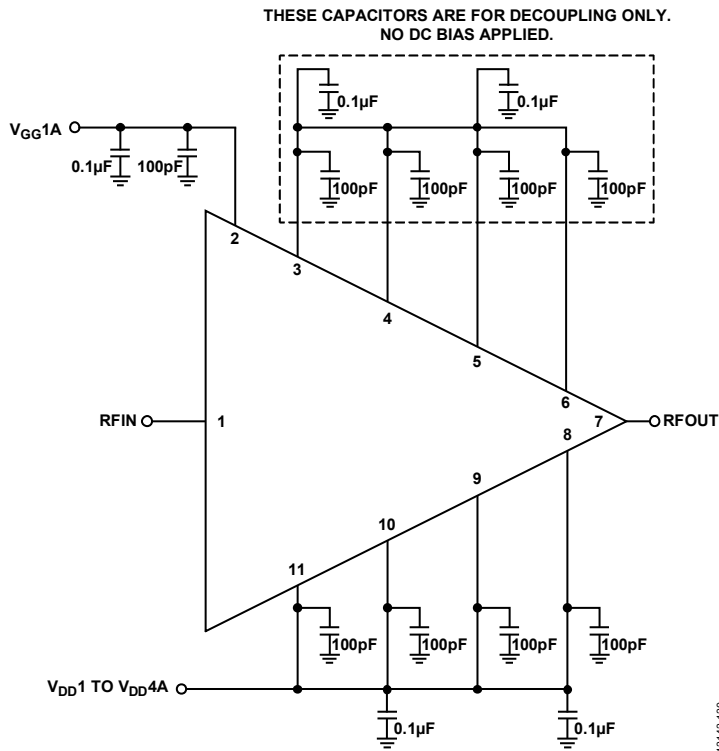 THESE CAPACITORS ARE FOR DECOUPLING ONLY.
NO DC BIAS APPLIED.
0.1µF
0.1µF
VGG1A
0.1µF
100pF
100pF
100pF
100pF
100pF
2
3
4
5
6
RFIN
1
7
RFOUT
8
9
10
11
100pF
100pF
100pF
100pF
VDD1 TO VDD4A
0.1µF
0.1µF